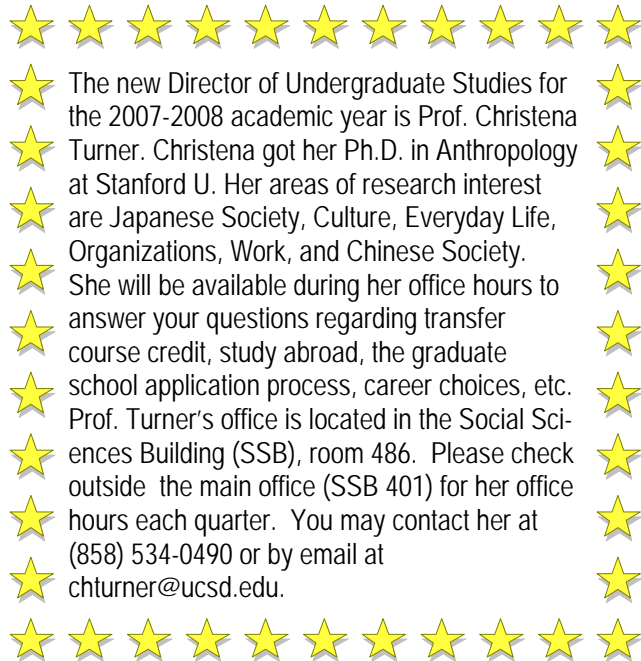 The new Director of Undergraduate Studies for
the 2007-2008 academic year is Prof. Christena
Turner. Christena got her Ph.D. in Anthropology
at Stanford U. Her areas of research interest
are Japanese Society, Culture, Everyday Life,
Organizations, Work, and Chinese Society.
She will be available during her office hours to
answer your questions regarding transfer
course credit, study abroad, the graduate
school application process, career choices, etc.
Prof. Turner’s office is located in the Social Sci-
ences Building (SSB), room 486.  Please check
outside  the main office (SSB 401) for her office
hours each quarter.  You may contact her at
(858) 534-0490 or by email at
chturner@ucsd.edu.